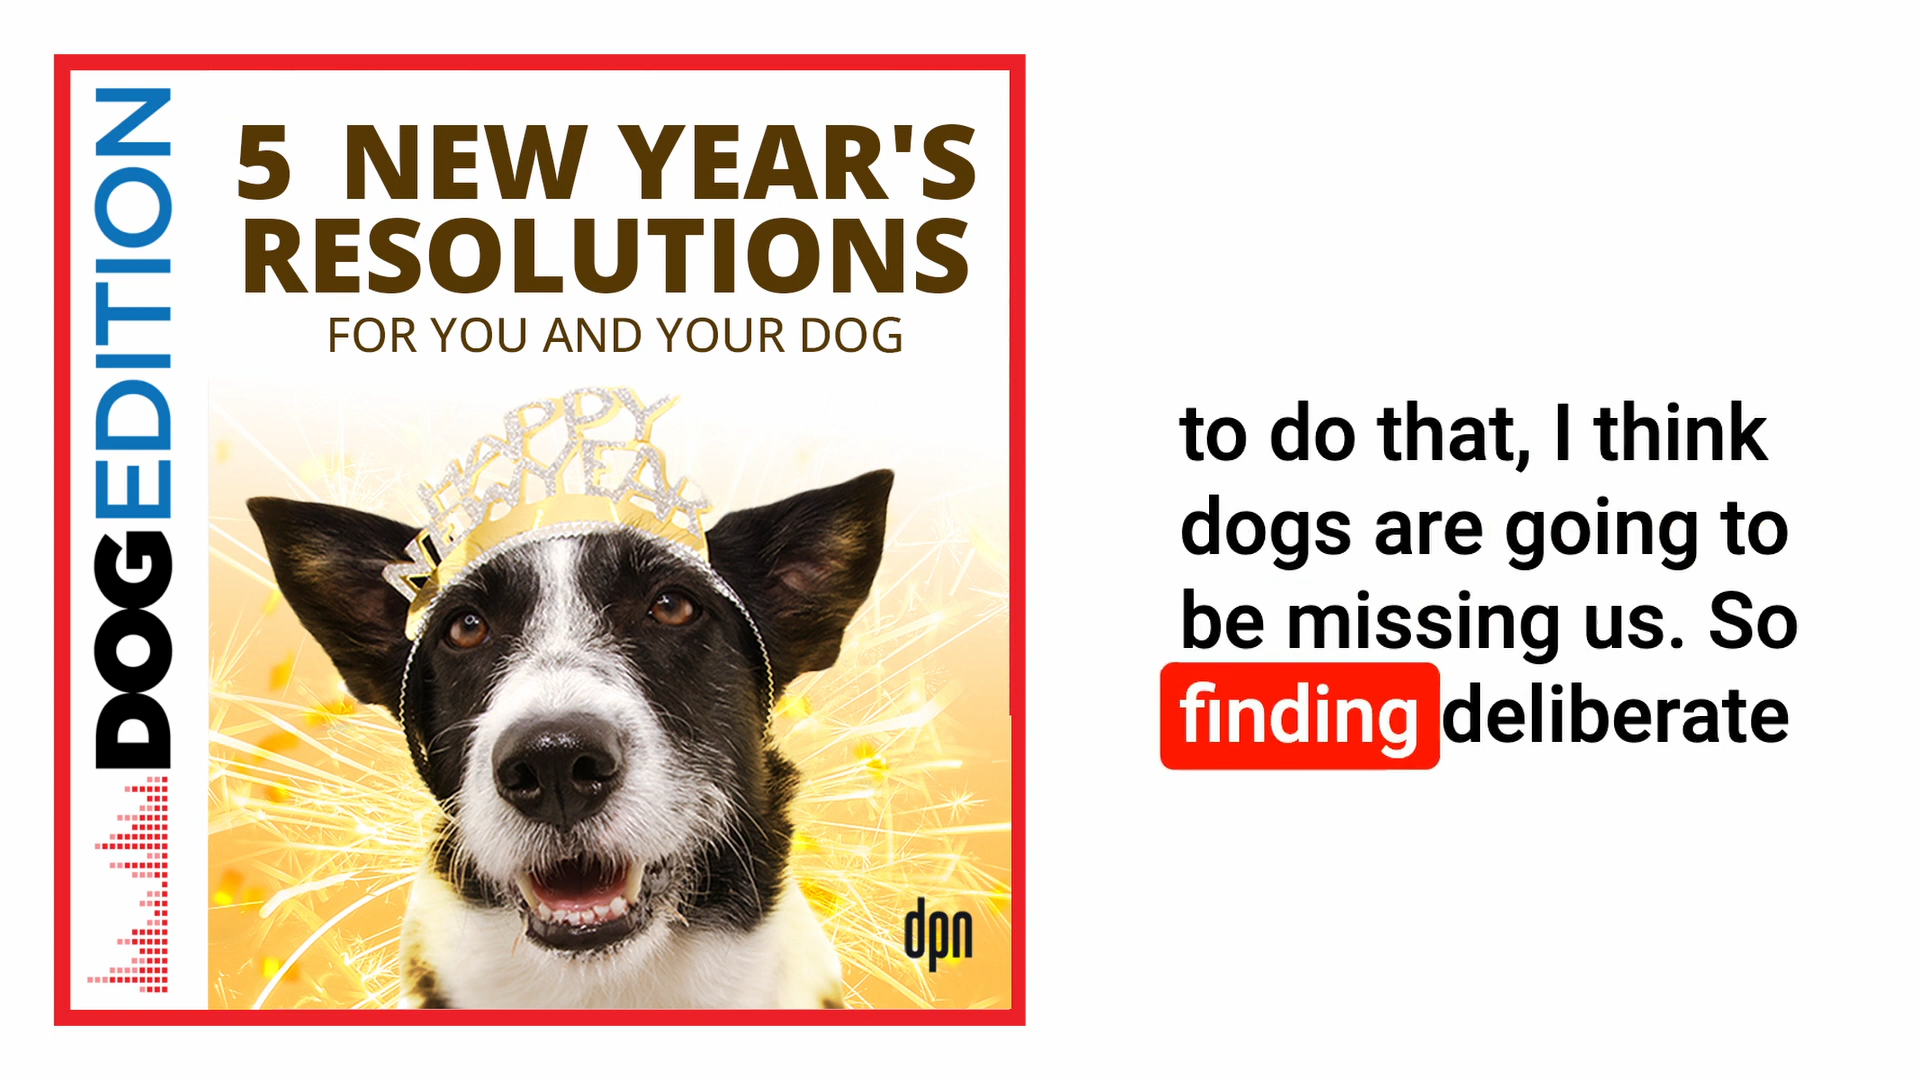 DOGEDITION
5 NEW YEAR'S
RESOLUTIONS
FOR YOU AND YOUR DOG
HAPPY
NEW YEAR
dpn
to do that, I think
dogs are going to
be missing us. So
finding deliberate